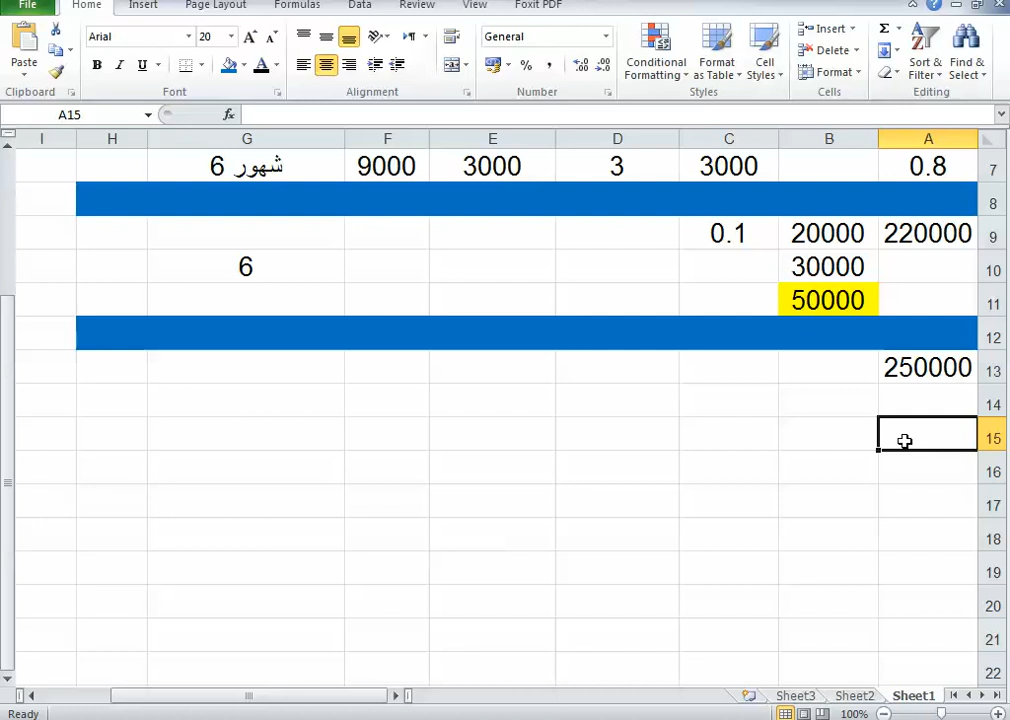 File Home Insert Page Layout Formulas Data Review View Foxit PDF
Paste Arial 20 General Conditional Formatting Format as Table Cell Styles Insert Delete Format Sort & Filter Find & Select
Clipboard Font Alignment Number Styles Cells Editing
A15 fx
I H G F E D C B A
6 شهور 9000 3000 3 3000 0.8 7
8
0.1 20000 220000 9
6 30000 10
50000 11
12
250000 13
14
15
16
17
18
19
20
21
22
Sheet3 Sheet2 Sheet1
Ready 100%